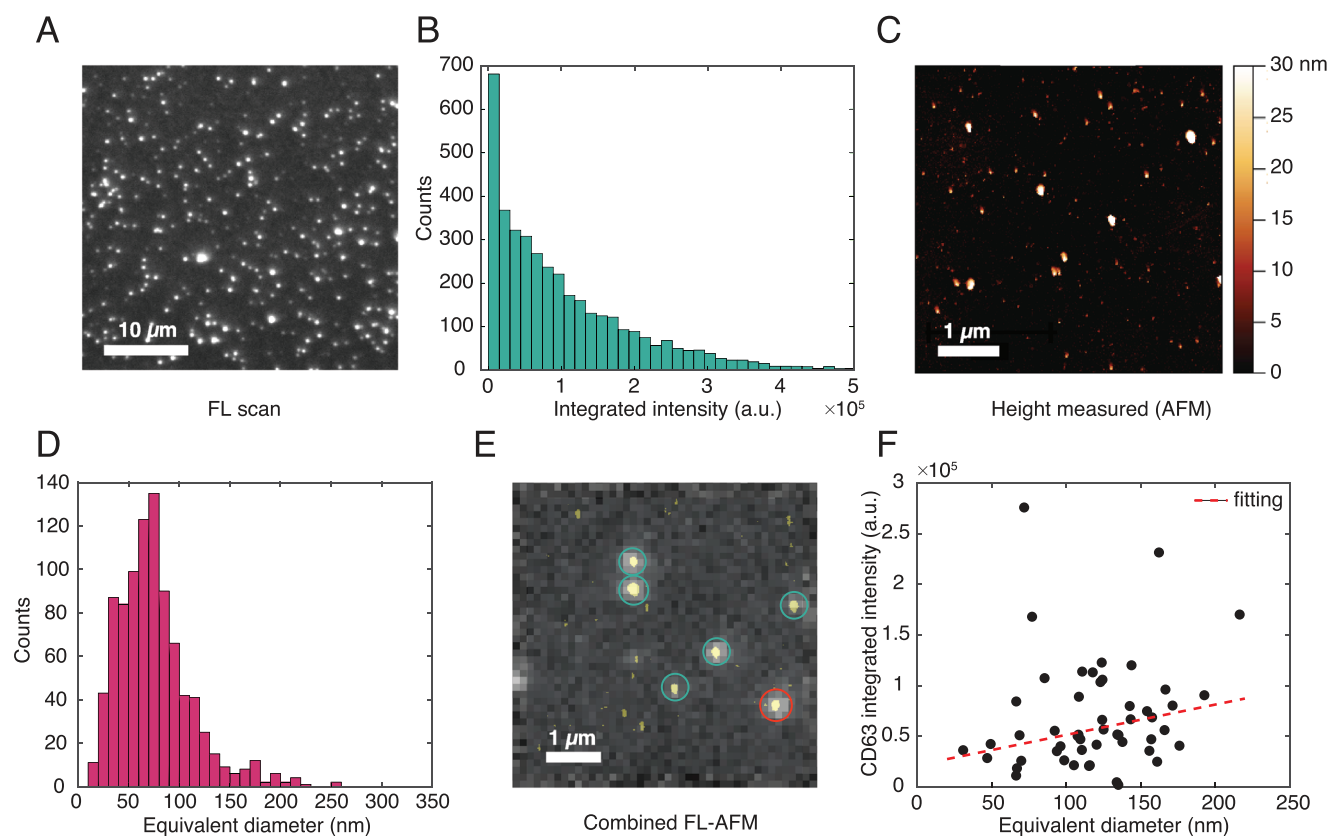 A
10 µm
FL scan
B
700
600
500
400
300
200
100
0
Counts
0 1 2 3 4 5
Integrated intensity (a.u.) ×10⁵
C
1 µm
30 nm
25
20
15
10
5
0
Height measured (AFM)
D
140
120
100
80
60
40
20
0
Counts
0 50 100 150 200 250 300 350
Equivalent diameter (nm)
E
1 µm
Combined FL-AFM
F
×10⁵
3
2.5
2
1.5
1
0.5
0
CD63 integrated intensity (a.u.)
fitting
0 50 100 150 200 250
Equivalent diameter (nm)